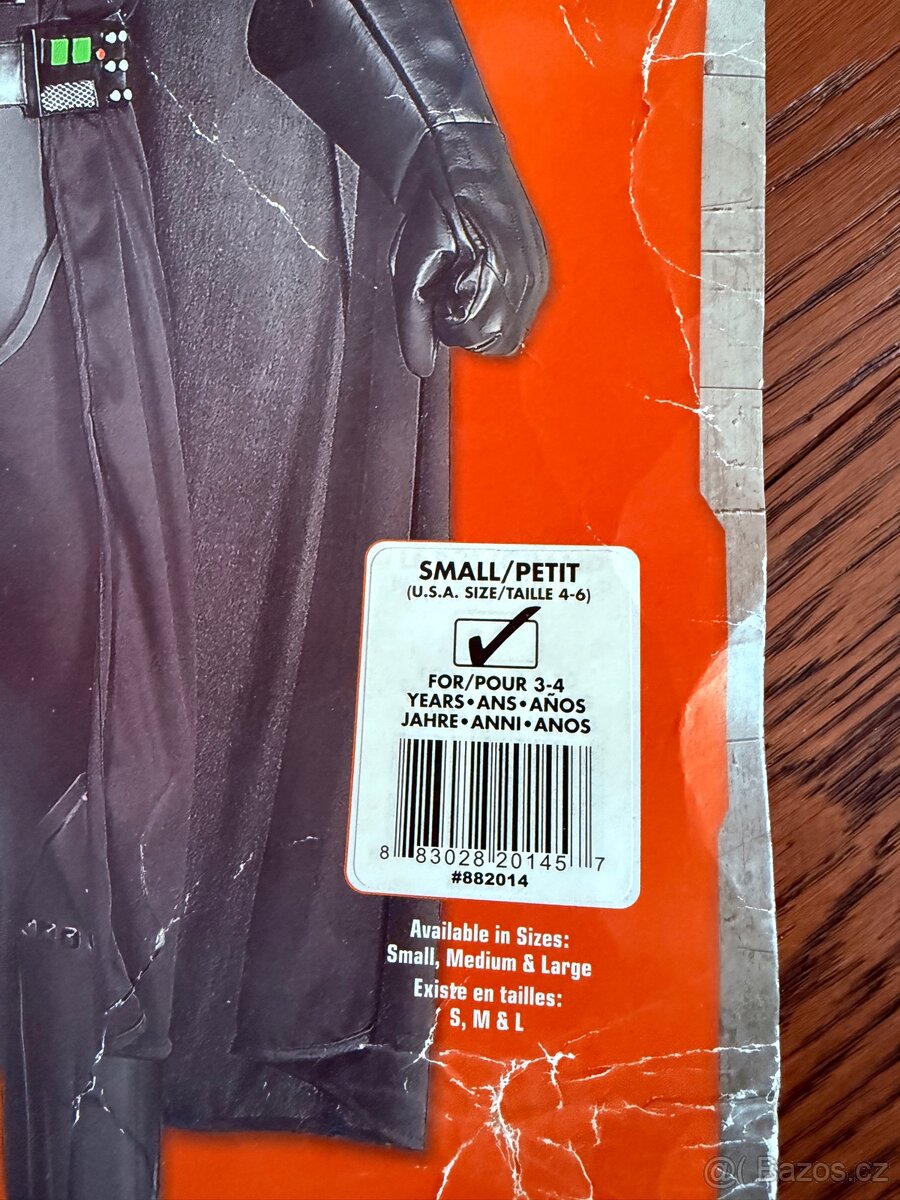 SMALL/PETIT
(U.S.A. SIZE/TAILLE 4-6)
FOR/POUR 3-4
YEARS•ANS•AÑOS
JAHRE•ANNI•ANOS
8 83028 20145 7
#882014
Available in Sizes:
Small, Medium & Large
Existe en tailles:
S, M & L
@( Bazos.cz